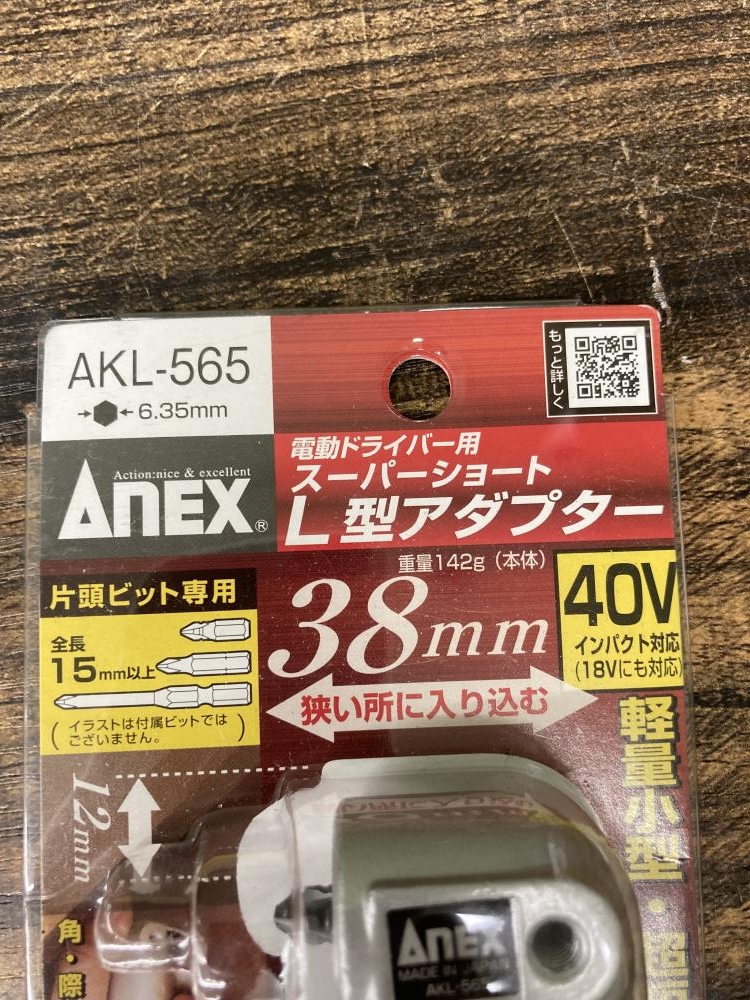 AKL-565
6.35mm
もっと詳しく
Action:nice & excellent
ANEX®
電動ドライバー用
スーパーショート
L型アダプター
重量142g（本体）
片頭ビット専用
全長
15mm以上
（イラストは付属ビットでは
ございません。）
38mm
狭い所に入り込む
40V
インパクト対応
(18Vにも対応)
軽量小型・超
12mm
角・際
ANEX
MADE IN JAPAN
AKL-56